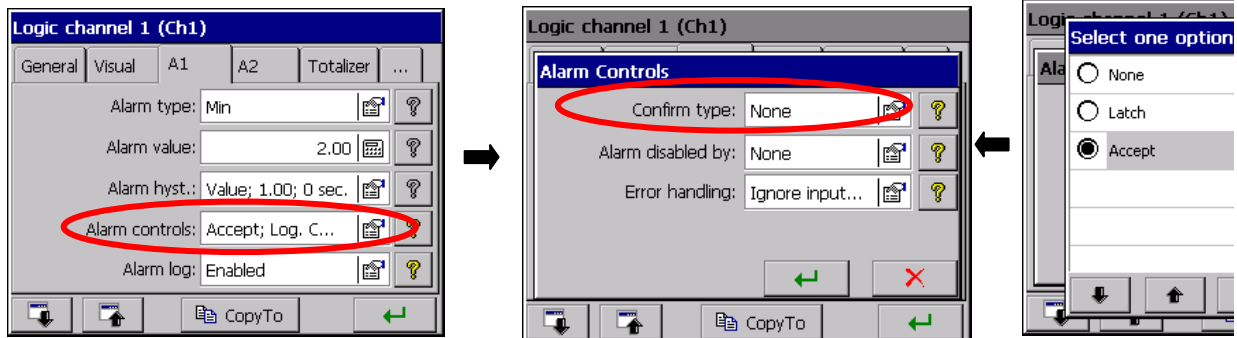 Logic channel 1 (Ch1)
General Visual A1 A2 Totalizer ...
Alarm type: Min
Alarm value: 2.00
Alarm hyst.: Value; 1.00; 0 sec.
Alarm controls: Accept; Log. C...
Alarm log: Enabled
CopyTo
Logic channel 1 (Ch1)
Alarm Controls
Confirm type: None
Alarm disabled by: None
Error handling: Ignore input...
CopyTo
Select one option
Ala
None
Latch
Accept